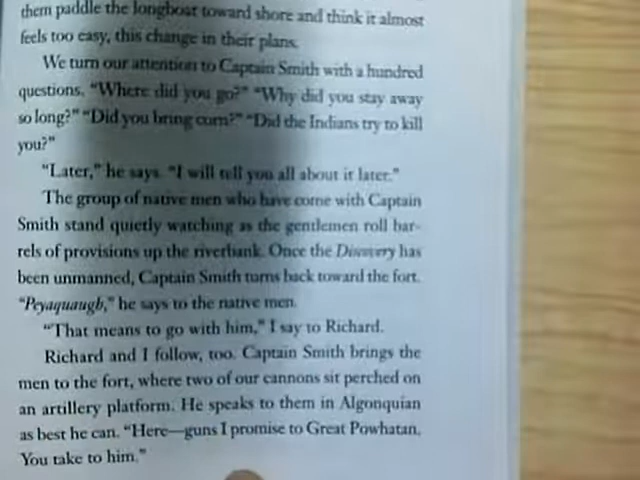 them paddle the longboat toward shore and think it almost
feels too easy, this change in their plans.
We turn our attention to Captain Smith with a hundred
questions. “Where did you go?” “Why did you stay away
so long?” “Did you bring corn?” “Did the Indians try to kill
you?”
“Later,” he says. “I will tell you all about it later.”
The group of native men who have come with Captain
Smith stand quietly watching as the gentlemen roll bar-
rels of provisions up the riverbank. Once the Discovery has
been unmanned, Captain Smith turns back toward the fort.
“Peyaquaugh,” he says to the native men.
“That means to go with him,” I say to Richard.
Richard and I follow, too. Captain Smith brings the
men to the fort, where two of our cannons sit perched on
an artillery platform. He speaks to them in Algonquian
as best he can. “Here—guns I promise to Great Powhatan.
You take to him.”